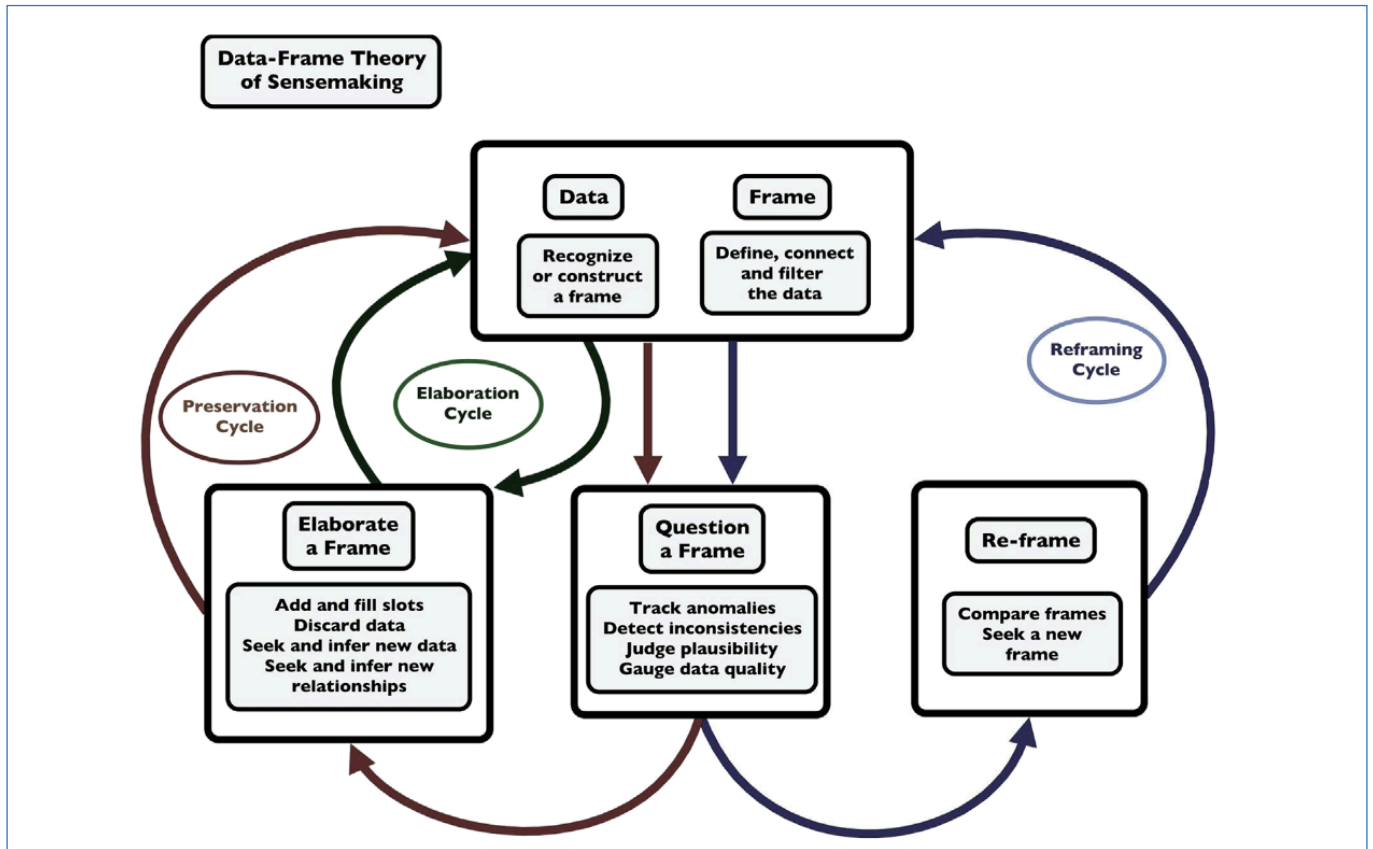 Data-Frame Theory
of Sensemaking
Data
Recognize
or construct
a frame
Frame
Define, connect
and filter
the data
Preservation
Cycle
Elaboration
Cycle
Reframing
Cycle
Elaborate
a Frame
Add and fill slots
Discard data
Seek and infer new data
Seek and infer new
relationships
Question
a Frame
Track anomalies
Detect inconsistencies
Judge plausibility
Gauge data quality
Re-frame
Compare frames
Seek a new
frame